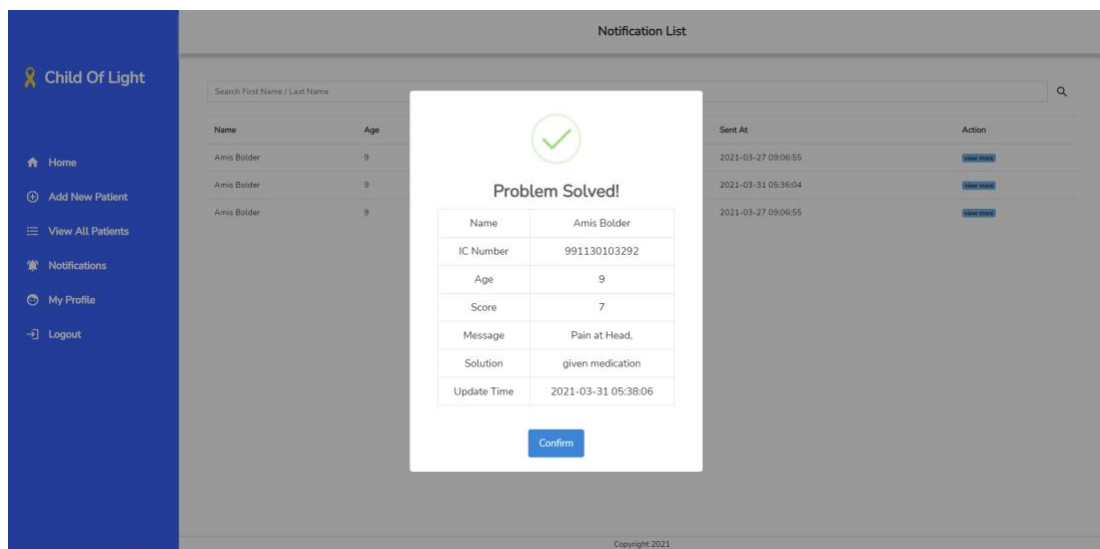 Notification List
Child Of Light
Search First Name / Last Name
Name Age Sent At Action
Amis Bolder 9 2021-03-27 09:06:55 view more
Amis Bolder 9 2021-03-31 05:36:04 view more
Amis Bolder 9 2021-03-27 09:06:55 view more
Home
Add New Patient
View All Patients
Notifications
My Profile
Logout
Problem Solved!
Name Amis Bolder
IC Number 991130103292
Age 9
Score 7
Message Pain at Head,
Solution given medication
Update Time 2021-03-31 05:38:06
Confirm
Copyright 2021